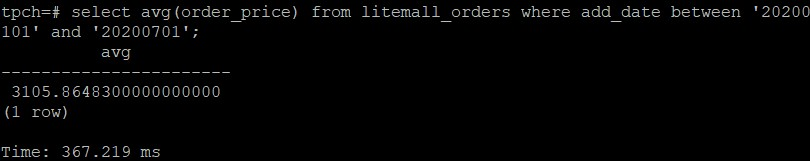 tpch=# select avg(order_price) from litemall_orders where add_date between '20200
101' and '20200701';
avg
-----------------------
3105.8648300000000000
(1 row)
Time: 367.219 ms